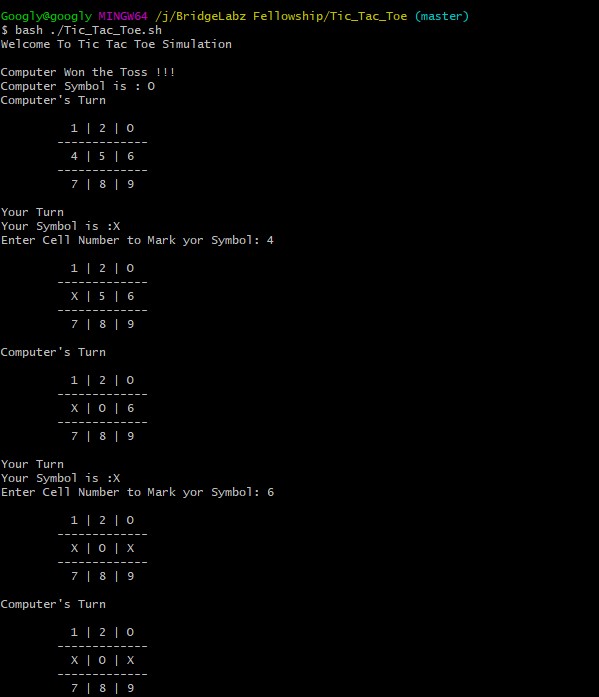 Googly@googly MINGW64 /j/BridgeLabz Fellowship/Tic_Tac_Toe (master)
$ bash ./Tic_Tac_Toe.sh
Welcome To Tic Tac Toe Simulation
Computer Won the Toss !!!
Computer Symbol is : O
Computer's Turn
1 | 2 | O
-------------
4 | 5 | 6
-------------
7 | 8 | 9
Your Turn
Your Symbol is :X
Enter Cell Number to Mark yor Symbol: 4
1 | 2 | O
-------------
X | 5 | 6
-------------
7 | 8 | 9
Computer's Turn
1 | 2 | O
-------------
X | O | 6
-------------
7 | 8 | 9
Your Turn
Your Symbol is :X
Enter Cell Number to Mark yor Symbol: 6
1 | 2 | O
-------------
X | O | X
-------------
7 | 8 | 9
Computer's Turn
1 | 2 | O
-------------
X | O | X
-------------
7 | 8 | 9